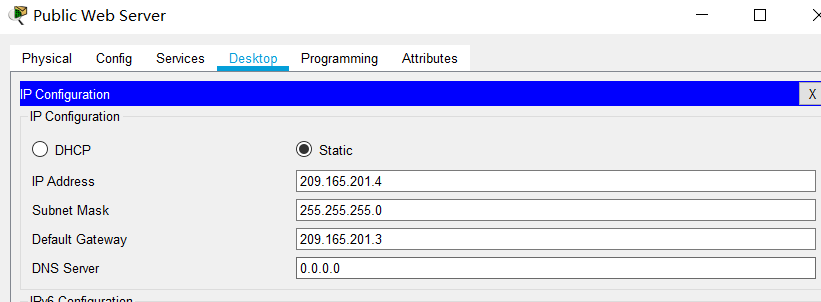 Public Web Server
Physical Config Services Desktop Programming Attributes
IP Configuration X
IP Configuration
DHCP Static
IP Address 209.165.201.4
Subnet Mask 255.255.255.0
Default Gateway 209.165.201.3
DNS Server 0.0.0.0
IPv6 Configuration